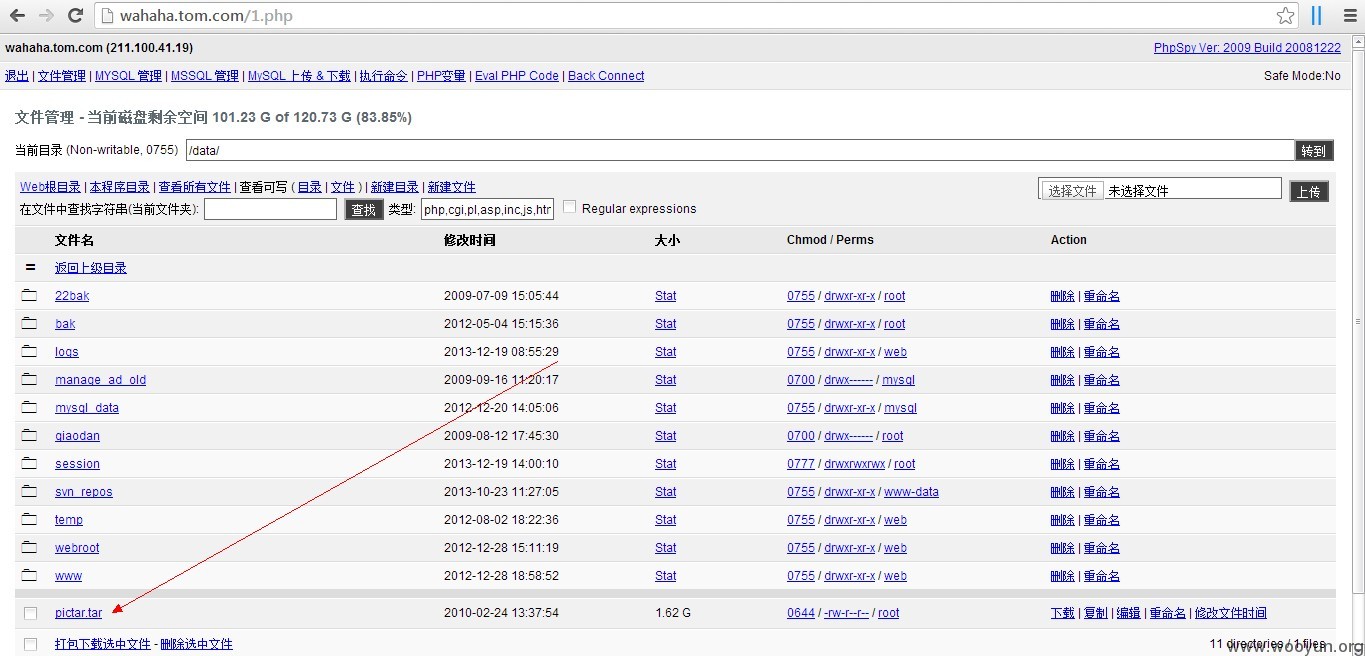 wahaha.tom.com/1.php
wahaha.tom.com (211.100.41.19) PhpSpy Ver: 2009 Build 20081222
退出 | 文件管理 | MYSQL 管理 | MSSQL 管理 | MySQL 上传 & 下载 | 执行命令 | PHP变量 | Eval PHP Code | Back Connect Safe Mode:No
文件管理 - 当前磁盘剩余空间 101.23 G of 120.73 G (83.85%)
当前目录 (Non-writable, 0755) /data/ 转到
Web根目录 | 本程序目录 | 查看所有文件 | 查看可写 ( 目录 | 文件 ) | 新建目录 | 新建文件 选择文件 未选择文件 上传
在文件中查找字符串(当前文件夹): 查找 类型: php,cgi,pl,asp,inc,js,htr Regular expressions
文件名 修改时间 大小 Chmod / Perms Action
= 返回上级目录
22bak 2009-07-09 15:05:44 Stat 0755 / drwxr-xr-x / root 删除 | 重命名
bak 2012-05-04 15:15:36 Stat 0755 / drwxr-xr-x / root 删除 | 重命名
logs 2013-12-19 08:55:29 Stat 0755 / drwxr-xr-x / web 删除 | 重命名
manage_ad_old 2009-09-16 11:20:17 Stat 0700 / drwx------ / mysql 删除 | 重命名
mysql_data 2012-12-20 14:05:06 Stat 0755 / drwxr-xr-x / mysql 删除 | 重命名
qiaodan 2009-08-12 17:45:30 Stat 0700 / drwx------ / root 删除 | 重命名
session 2013-12-19 14:00:10 Stat 0777 / drwxrwxrwx / root 删除 | 重命名
svn_repos 2013-10-23 11:27:05 Stat 0755 / drwxr-xr-x / www-data 删除 | 重命名
temp 2012-08-02 18:22:36 Stat 0755 / drwxr-xr-x / web 删除 | 重命名
webroot 2012-12-28 15:11:19 Stat 0755 / drwxr-xr-x / web 删除 | 重命名
www 2012-12-28 18:58:52 Stat 0755 / drwxr-xr-x / web 删除 | 重命名
pictar.tar 2010-02-24 13:37:54 1.62 G 0644 / -rw-r--r-- / root 下载 | 复制 | 编辑 | 重命名 | 修改文件时间
打包下载选中文件 - 删除选中文件 11 directories / 1 files
www.wooyun.org